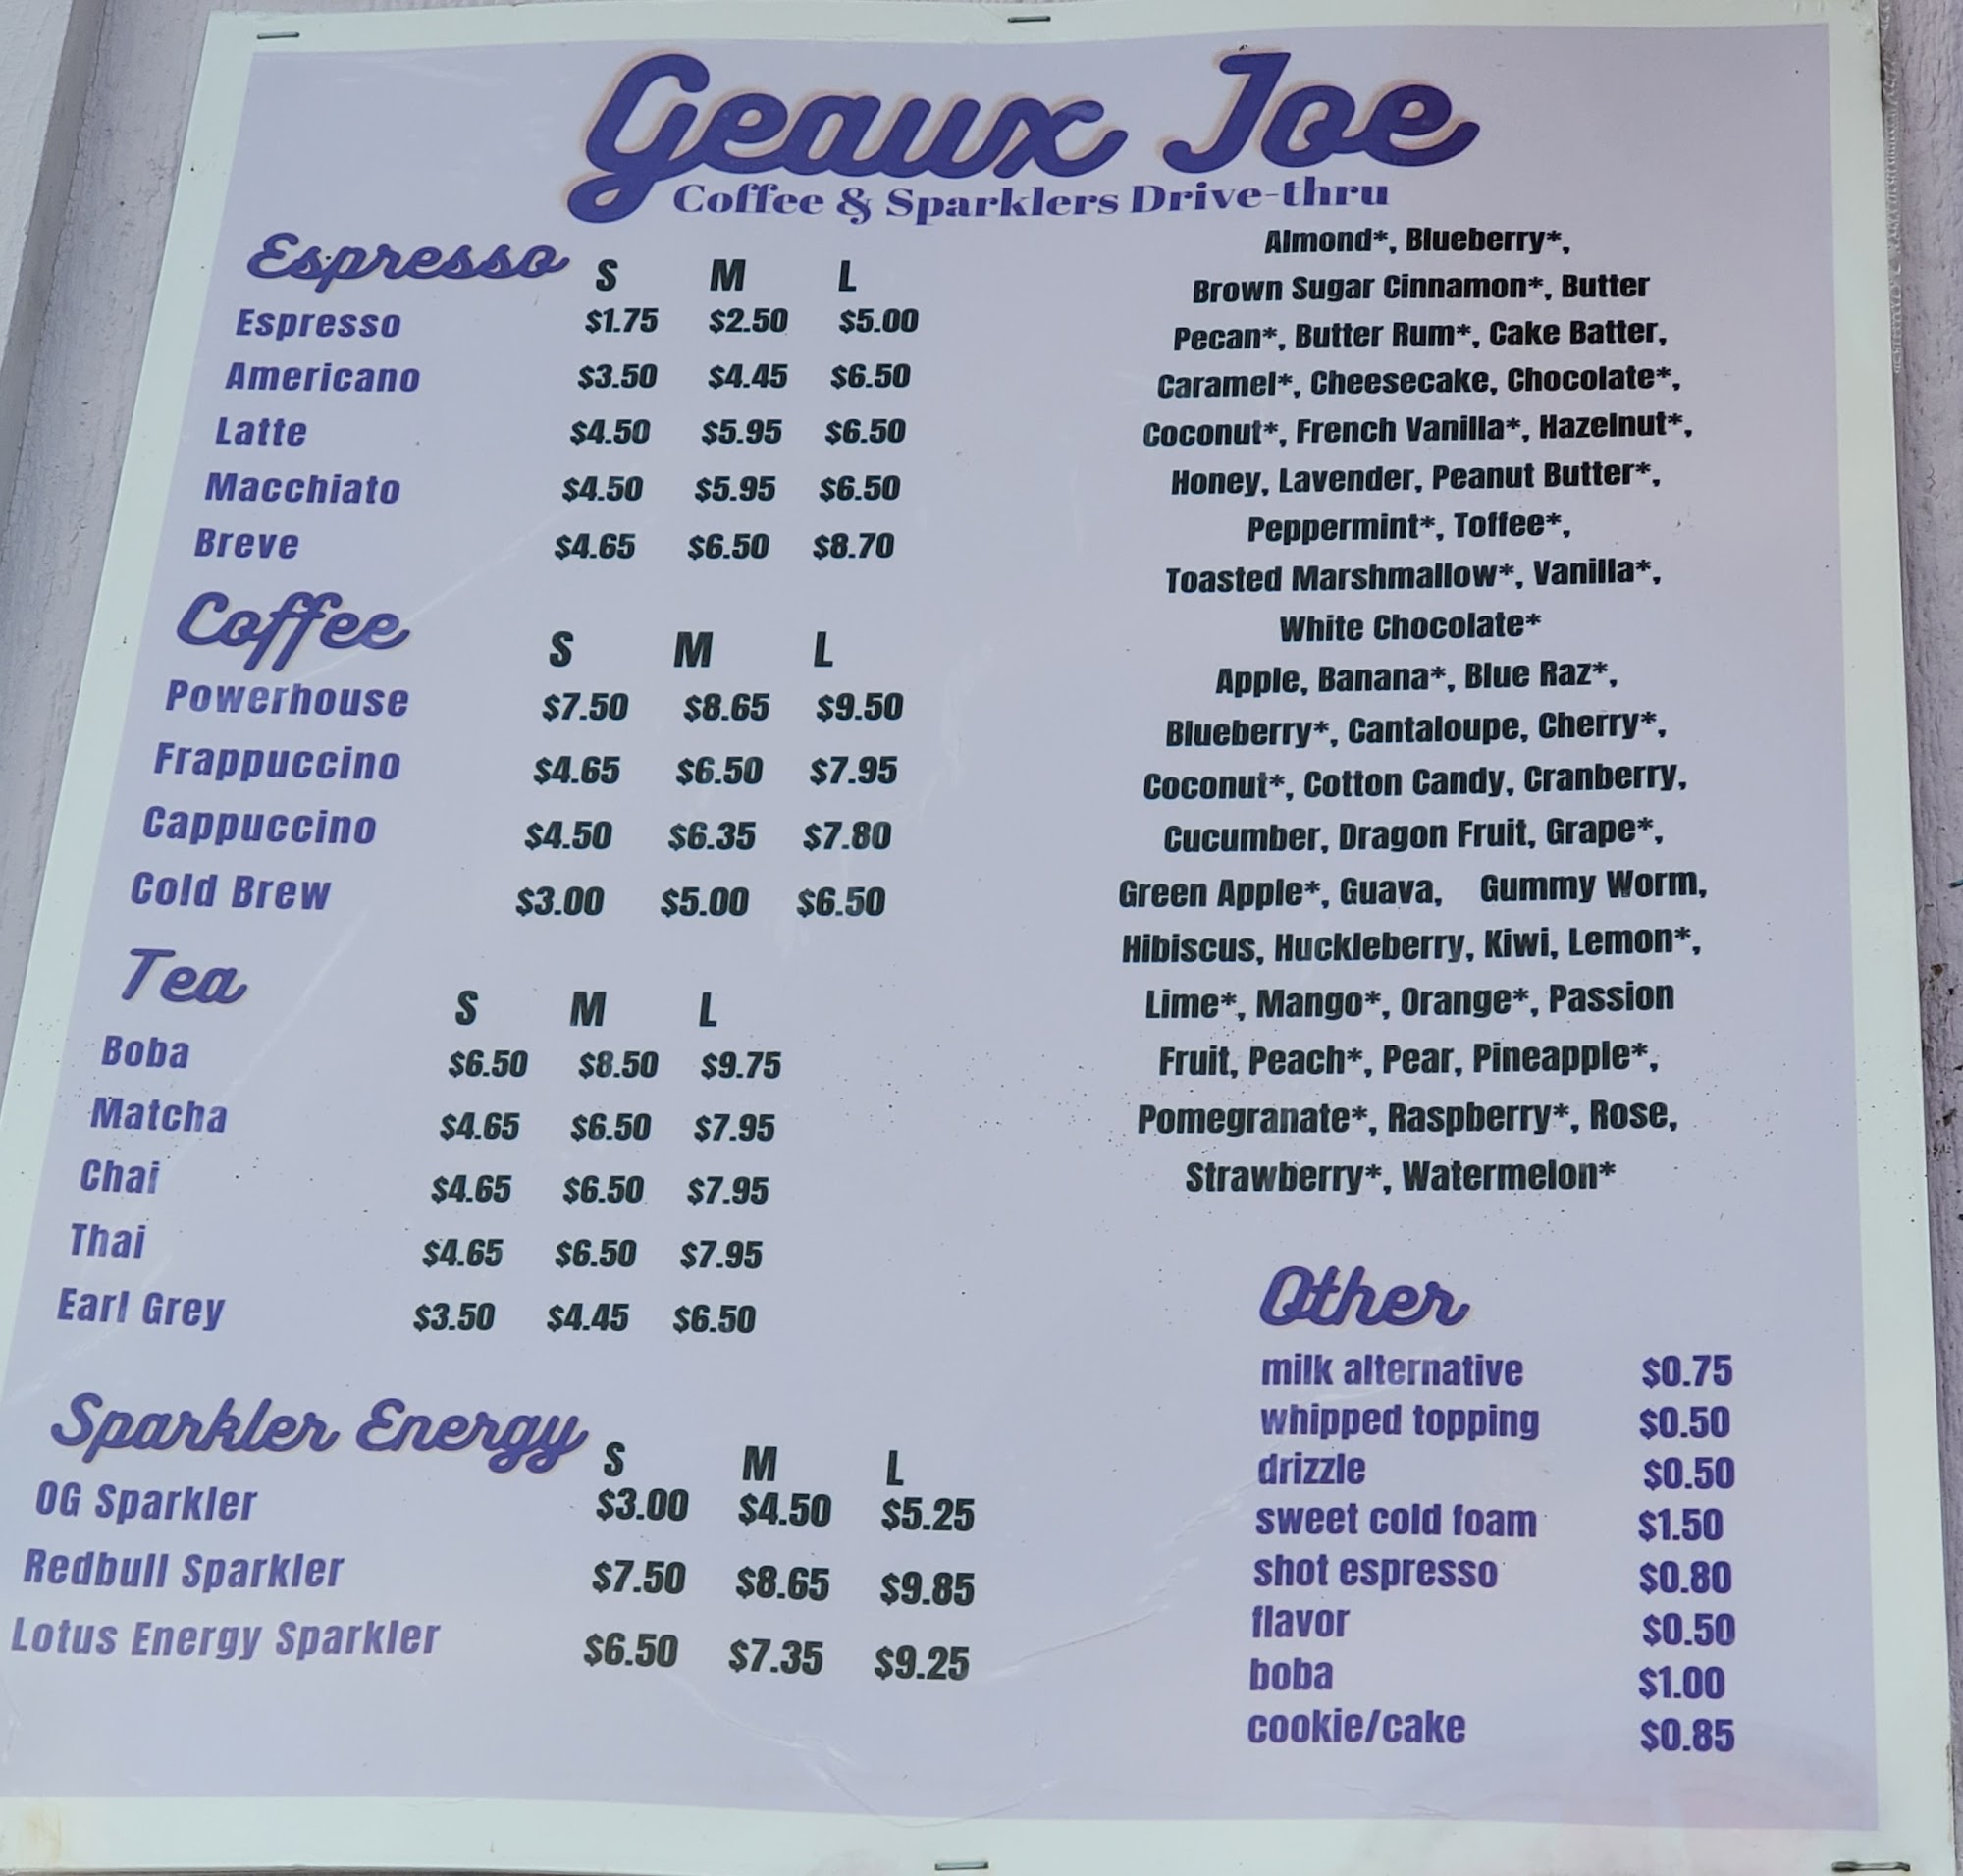 Geaux Joe
Coffee & Sparklers Drive-thru
Espresso S M L
Espresso $1.75 $2.50 $5.00
Americano $3.50 $4.45 $6.50
Latte $4.50 $5.95 $6.50
Macchiato $4.50 $5.95 $6.50
Breve $4.65 $6.50 $8.70
Coffee S M L
Powerhouse $7.50 $8.65 $9.50
Frappuccino $4.65 $6.50 $7.95
Cappuccino $4.50 $6.35 $7.80
Cold Brew $3.00 $5.00 $6.50
Tea S M L
Boba $6.50 $8.50 $9.75
Matcha $4.65 $6.50 $7.95
Chai $4.65 $6.50 $7.95
Thai $4.65 $6.50 $7.95
Earl Grey $3.50 $4.45 $6.50
Sparkler Energy S M L
OG Sparkler $3.00 $4.50 $5.25
Redbull Sparkler $7.50 $8.65 $9.85
Lotus Energy Sparkler $6.50 $7.35 $9.25
Almond*, Blueberry*,
Brown Sugar Cinnamon*, Butter
Pecan*, Butter Rum*, Cake Batter,
Caramel*, Cheesecake, Chocolate*,
Coconut*, French Vanilla*, Hazelnut*,
Honey, Lavender, Peanut Butter*,
Peppermint*, Toffee*,
Toasted Marshmallow*, Vanilla*,
White Chocolate*
Apple, Banana*, Blue Raz*,
Blueberry*, Cantaloupe, Cherry*,
Coconut*, Cotton Candy, Cranberry,
Cucumber, Dragon Fruit, Grape*,
Green Apple*, Guava, Gummy Worm,
Hibiscus, Huckleberry, Kiwi, Lemon*,
Lime*, Mango*, Orange*, Passion
Fruit, Peach*, Pear, Pineapple*,
Pomegranate*, Raspberry*, Rose,
Strawberry*, Watermelon*
Other
milk alternative $0.75
whipped topping $0.50
drizzle $0.50
sweet cold foam $1.50
shot espresso $0.80
flavor $0.50
boba $1.00
cookie/cake $0.85